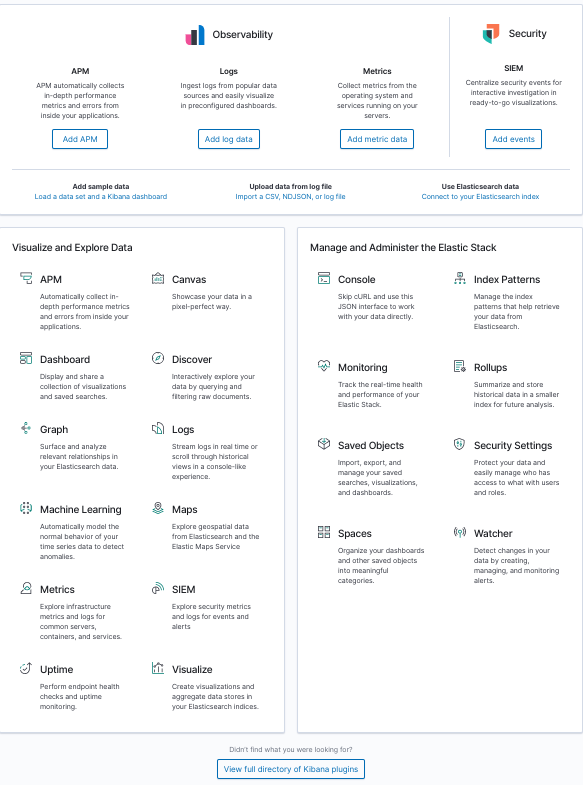 Observability
APM
APM automatically collects
in-depth performance
metrics and errors from
inside your applications.
Add APM
Logs
Ingest logs from popular data
sources and easily visualize
in preconfigured dashboards.
Add log data
Metrics
Collect metrics from the
operating system and
services running on your
servers.
Add metric data
Security
SIEM
Centralize security events for
interactive investigation in
ready-to-go visualizations.
Add events
Add sample data
Load a data set and a Kibana dashboard
Upload data from log file
Import a CSV, NDJSON, or log file
Use Elasticsearch data
Connect to your Elasticsearch index
Visualize and Explore Data
APM
Automatically collect in-
depth performance metrics
and errors from inside your
applications.
Canvas
Showcase your data in a
pixel-perfect way.
Dashboard
Display and share a
collection of visualizations
and saved searches.
Discover
Interactively explore your
data by querying and
filtering raw documents.
Graph
Surface and analyze
relevant relationships in
your Elasticsearch data.
Logs
Stream logs in real time or
scroll through historical
views in a console-like
experience.
Machine Learning
Automatically model the
normal behavior of your
time series data to detect
anomalies.
Maps
Explore geospatial data
from Elasticsearch and the
Elastic Maps Service
Metrics
Explore infrastructure
metrics and logs for
common servers,
containers, and services.
SIEM
Explore security metrics
and logs for events and
alerts
Uptime
Perform endpoint health
checks and uptime
monitoring.
Visualize
Create visualizations and
aggregate data stores in
your Elasticsearch indices.
Manage and Administer the Elastic Stack
Console
Skip cURL and use this
JSON interface to work
with your data directly.
Index Patterns
Manage the index
patterns that help retrieve
your data from
Elasticsearch.
Monitoring
Track the real-time health
and performance of your
Elastic Stack.
Rollups
Summarize and store
historical data in a smaller
index for future analysis.
Saved Objects
Import, export, and
manage your saved
searches, visualizations,
and dashboards.
Security Settings
Protect your data and
easily manage who has
access to what with users
and roles.
Spaces
Organize your dashboards
and other saved objects
into meaningful
categories.
Watcher
Detect changes in your
data by creating,
managing, and monitoring
alerts.
Didn't find what you were looking for?
View full directory of Kibana plugins